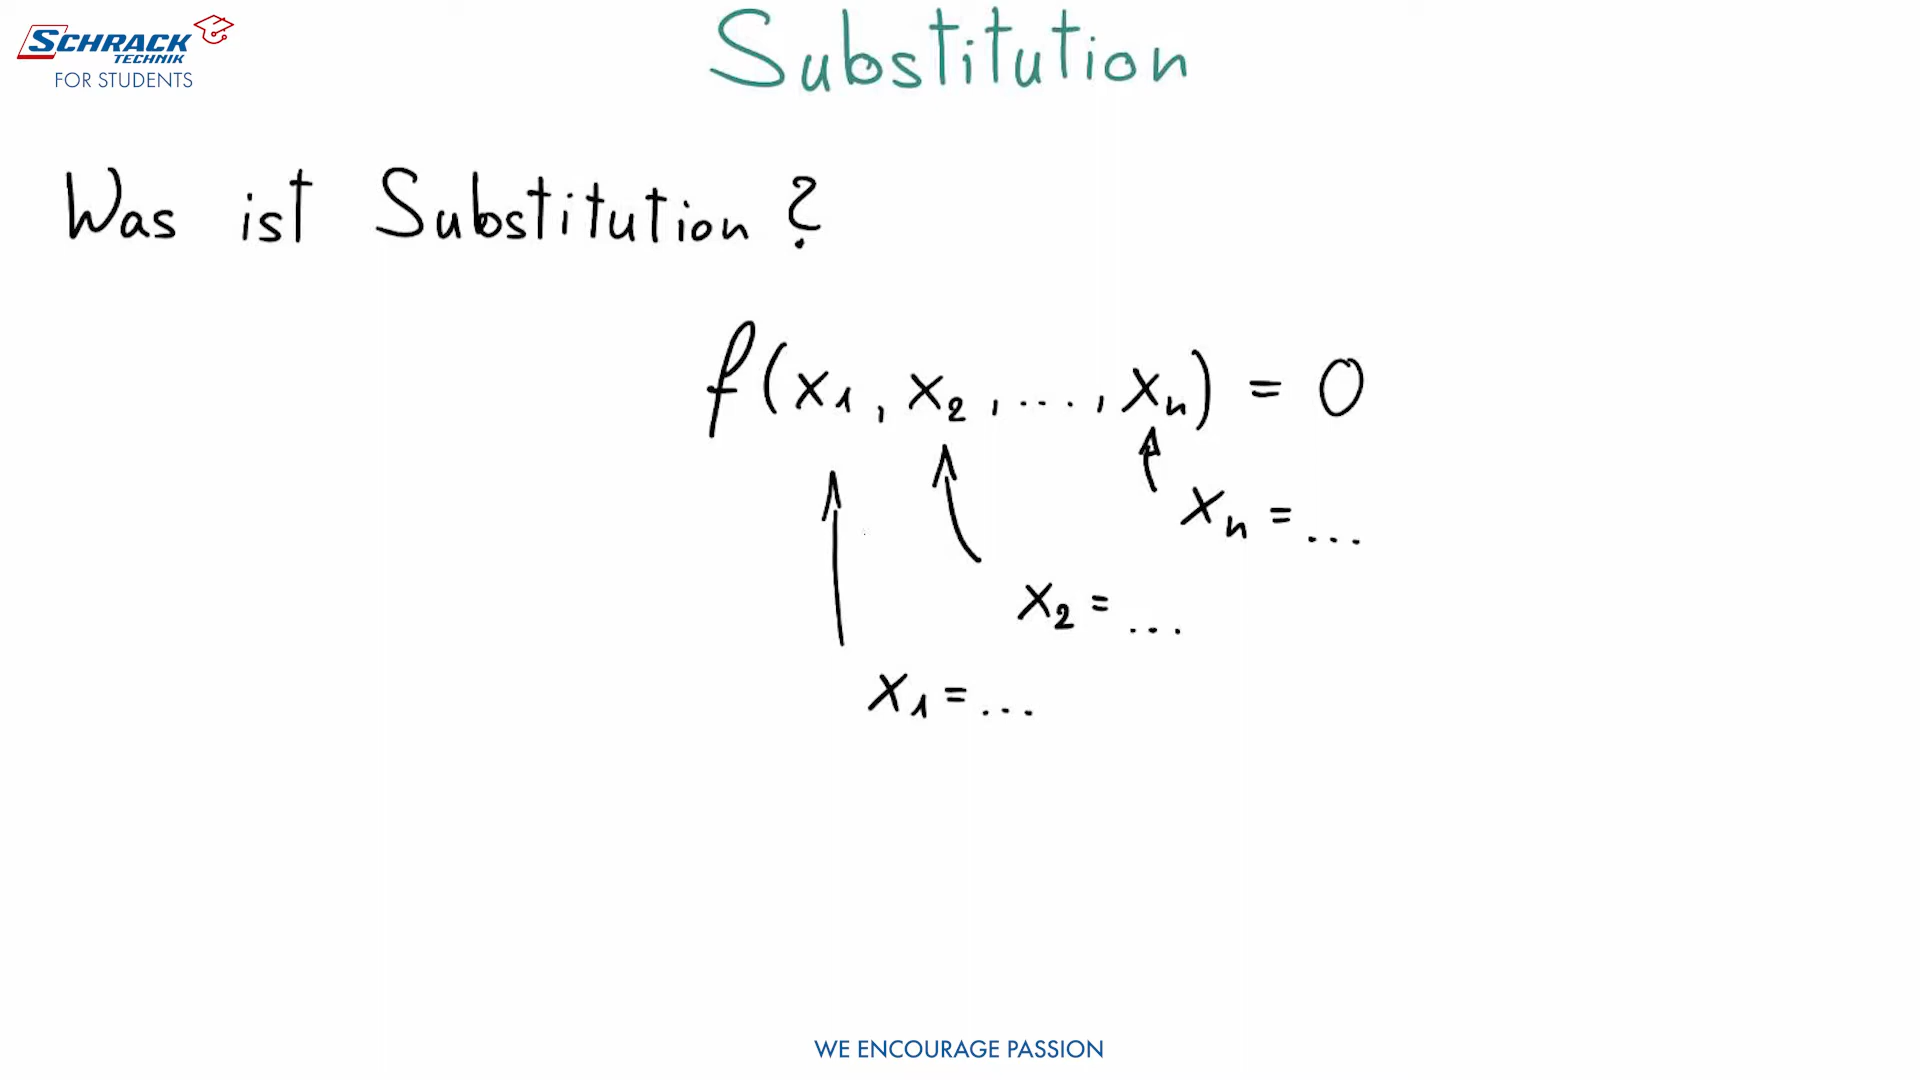 SCHRACK
TECHNIK
FOR STUDENTS
Substitution
Was ist Substitution?
f(x₁, x₂, ..., xₙ) = 0
xₙ = ...
x₂ = ...
x₁ = ...
WE ENCOURAGE PASSION